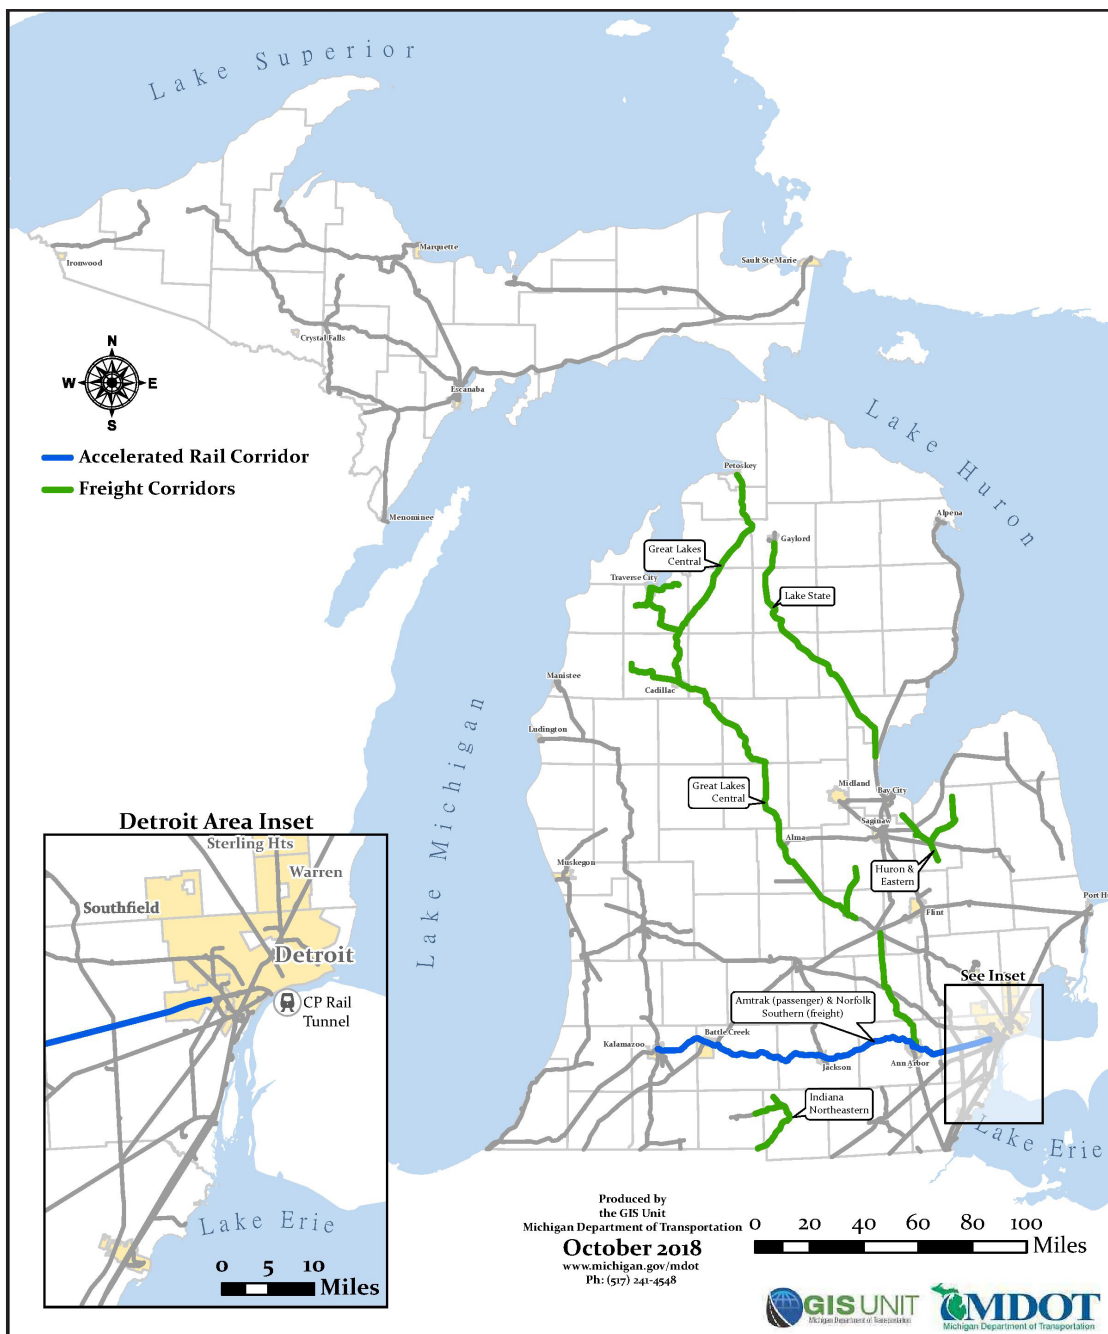 Lake Superior
Marquette
Ironwood
Sault Ste Marie
Crystal Falls
N
W E
S
Escanaba
Accelerated Rail Corridor
Freight Corridors
Menominee
Lake Huron
Petoskey
Alpena
Gaylord
Great Lakes
Central
Traverse City
Lake State
Manistee
Cadillac
Ludington
Lake Michigan
Midland
Bay City
Great Lakes
Central
Saginaw
Alma
Muskegon
Huron &
Eastern
Port H
Flint
Detroit Area Inset
Sterling Hts
Warren
Southfield
Detroit
CP Rail
Tunnel
Lake Erie
0 5 10
Miles
See Inset
Amtrak (passenger) & Norfolk
Southern (freight)
Kalamazoo
Battle Creek
Jackson
Ann Arbor
Indiana
Northeastern
Lake Erie
Produced by
the GIS Unit
Michigan Department of Transportation
October 2018
www.michigan.gov/mdot
Ph: (517) 241-4548
0 20 40 60 80 100
Miles
GIS UNIT
Michigan Department of Transportation
MDOT
Michigan Department of Transportation